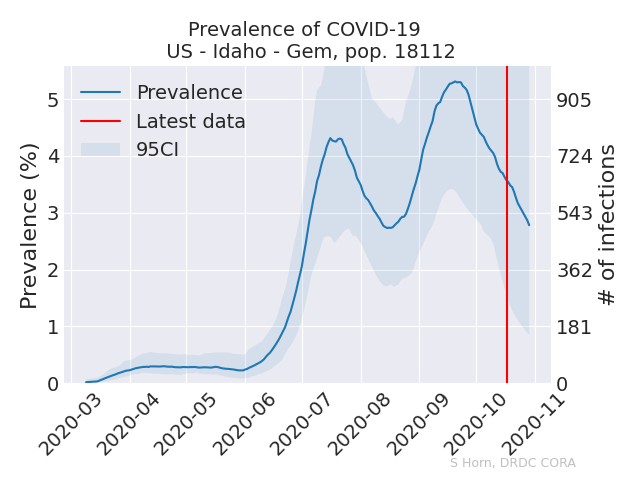 Prevalence of COVID-19
US - Idaho - Gem, pop. 18112
Prevalence
Latest data
95CI
Prevalence (%)
5
4
3
2
1
0
905
724
543
362
181
0
# of infections
2020-03
2020-04
2020-05
2020-06
2020-07
2020-08
2020-09
2020-10
2020-11
S Horn, DRDC CORA